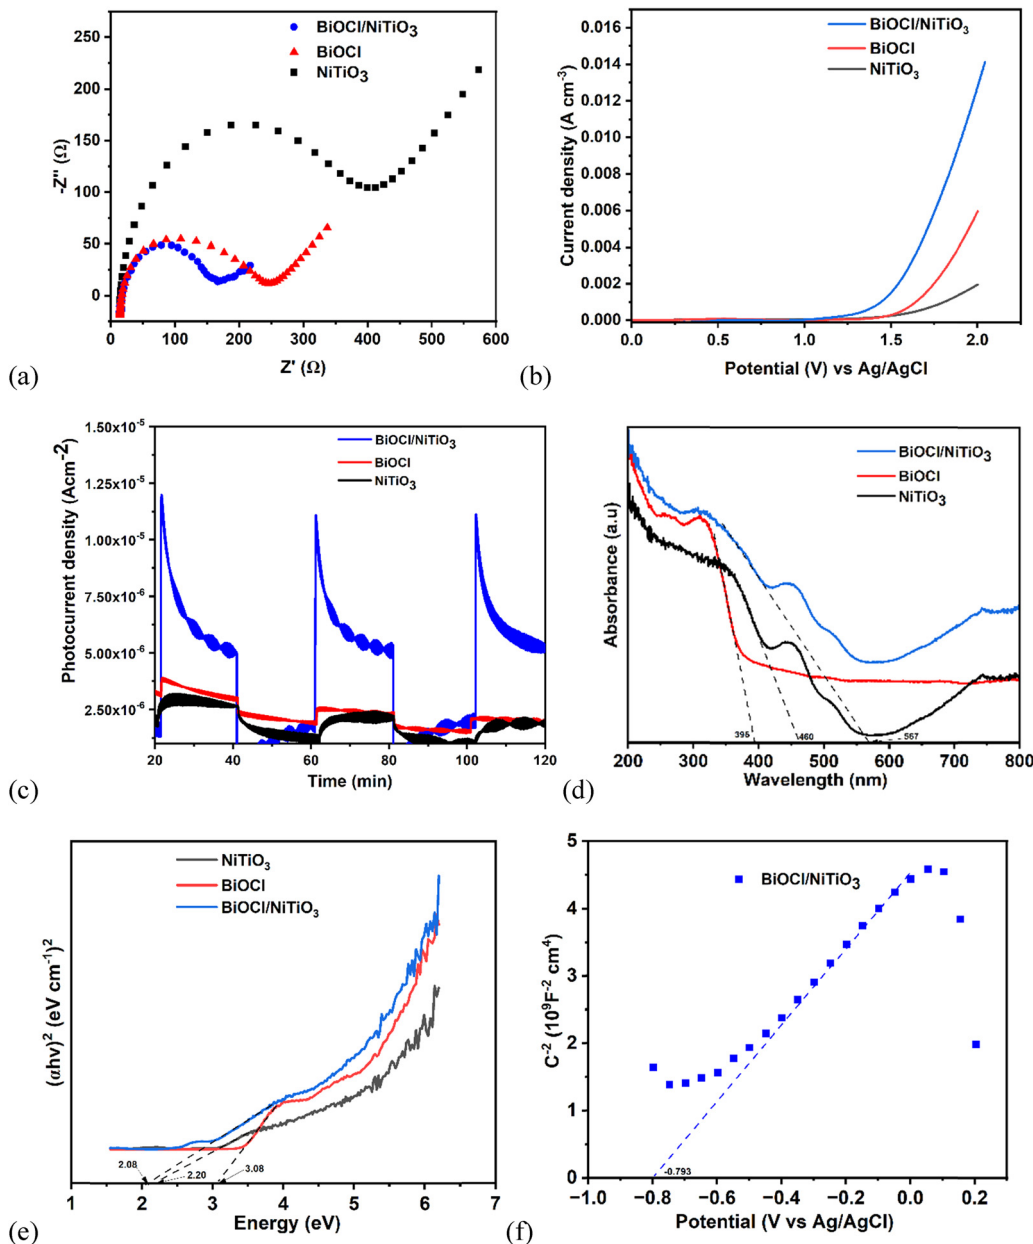 BiOCl/NiTiO3
BiOCl
NiTiO3
250
200
150
100
50
0
-Z'' (Ω)
0 100 200 300 400 500 600
Z' (Ω)
(a)
BiOCl/NiTiO3
BiOCl
NiTiO3
0.014
0.016
0.014
0.012
0.010
0.008
0.006
0.004
0.002
0.000
Current density (A cm-3)
0.0 0.5 1.0 1.5 2.0
Potential (V) vs Ag/AgCl
(b)
BiOCl/NiTiO3
BiOCl
NiTiO3
1.50x10-5
1.25x10-5
1.00x10-5
7.50x10-6
5.00x10-6
2.50x10-6
Photocurrent density (Acm-2)
20 40 60 80 100 120
Time (min)
(c)
BiOCl/NiTiO3
BiOCl
NiTiO3
Absorbance (a.u)
395 460 567
200 300 400 500 600 700 800
Wavelength (nm)
(d)
NiTiO3
BiOCl
BiOCl/NiTiO3
(αhν)2 (eV cm-1)2
2.08 2.20 3.08
1 2 3 4 5 6 7
Energy (eV)
(e)
BiOCl/NiTiO3
5
4
3
2
1
0
C-2 (109F-2 cm4)
-0.793
−1.0 −0.8 −0.6 −0.4 −0.2 0.0 0.2
Potential (V vs Ag/AgCl)
(f)